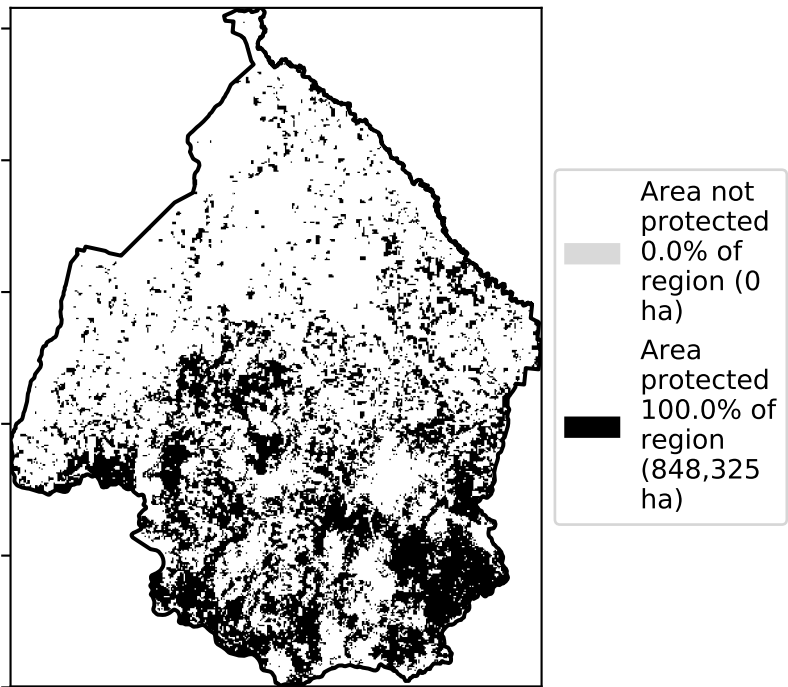 Area not
protected
0.0% of
region (0
ha)
Area
protected
100.0% of
region
(848,325
ha)